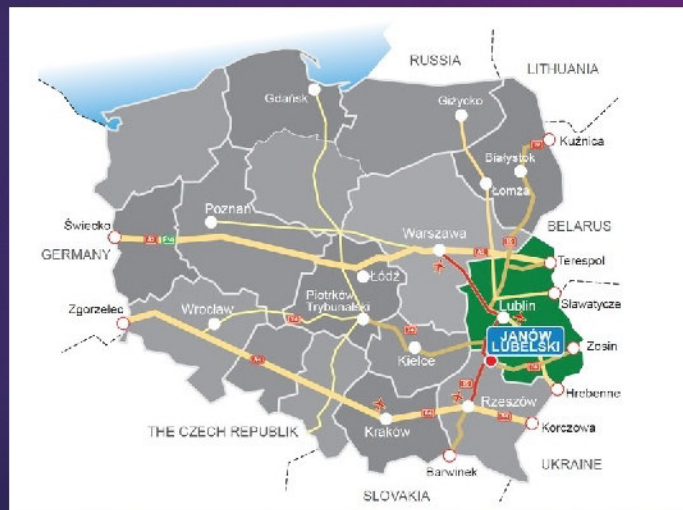 RUSSIA
LITHUANIA
Gdańsk
Giżycko
Kuźnica
Białystok
Łomża
Poznań
Świecko
Warszawa
BELARUS
GERMANY
Terespol
Łódź
Sławatycze
Zgorzelec
Wrocław
Piotrków
Trybunalski
Lublin
JANÓW
LUBELSKI
Zosin
Kielce
Hrebenne
Rzeszów
THE CZECH REPUBLIK
Kraków
Korczowa
Barwinek
UKRAINE
SLOVAKIA